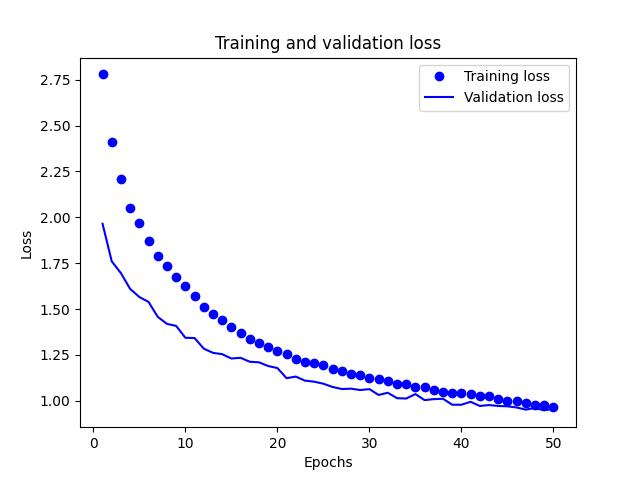 Training and validation loss
Training loss
Validation loss
2.75
2.50
2.25
2.00
1.75
1.50
1.25
1.00
Loss
0 10 20 30 40 50
Epochs